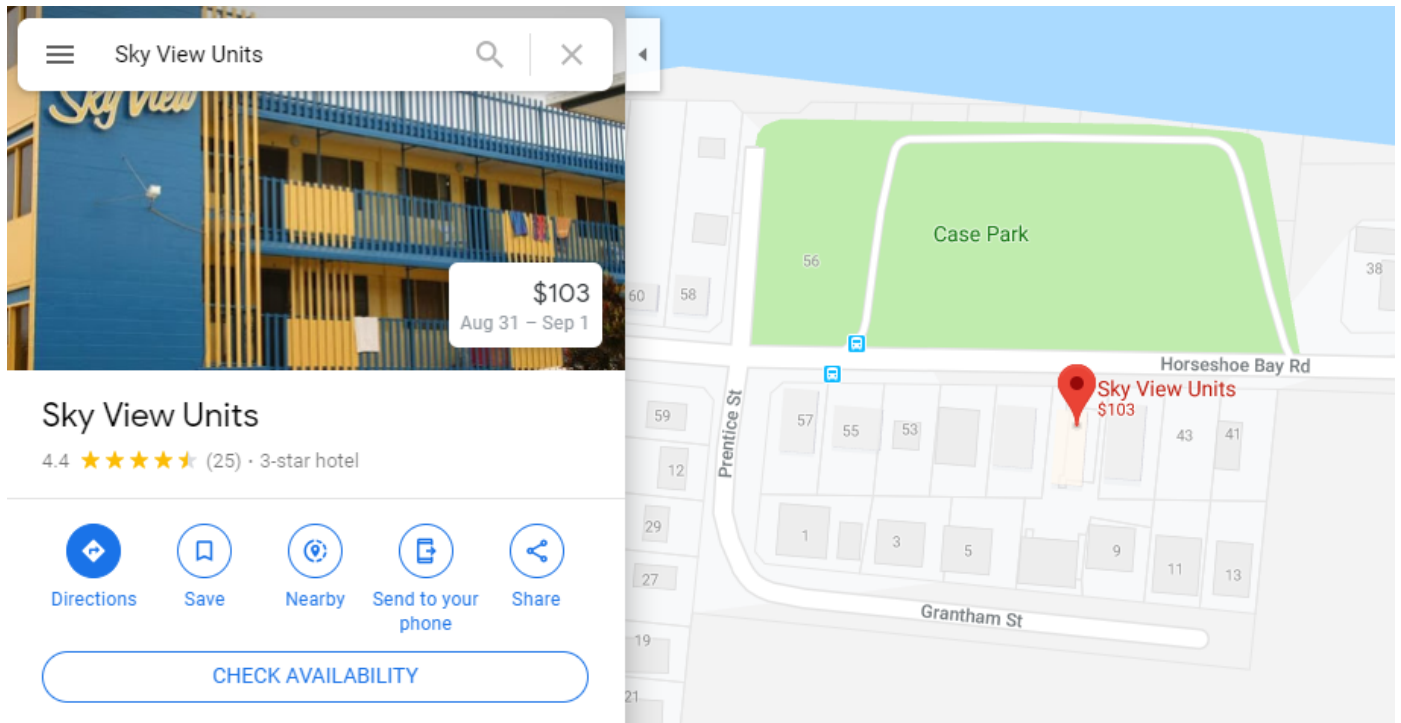 Sky View Units
Sky View
$103
Aug 31 – Sep 1
Sky View Units
4.4 (25) · 3-star hotel
Directions
Save
Nearby
Send to your
phone
Share
CHECK AVAILABILITY
Case Park
56
38
60
58
Horseshoe Bay Rd
Sky View Units
$103
Prentice St
59
57
55
53
43
41
12
29
1
3
5
9
27
11
13
Grantham St
19
21